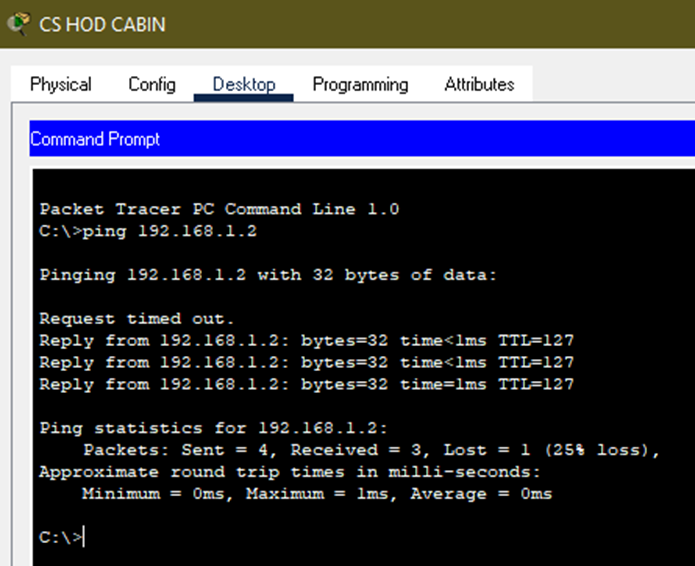 CS HOD CABIN
Physical Config Desktop Programming Attributes
Command Prompt
Packet Tracer PC Command Line 1.0
C:\>ping 192.168.1.2
Pinging 192.168.1.2 with 32 bytes of data:
Request timed out.
Reply from 192.168.1.2: bytes=32 time<1ms TTL=127
Reply from 192.168.1.2: bytes=32 time<1ms TTL=127
Reply from 192.168.1.2: bytes=32 time=1ms TTL=127
Ping statistics for 192.168.1.2:
Packets: Sent = 4, Received = 3, Lost = 1 (25% loss),
Approximate round trip times in milli-seconds:
Minimum = 0ms, Maximum = 1ms, Average = 0ms
C:\>